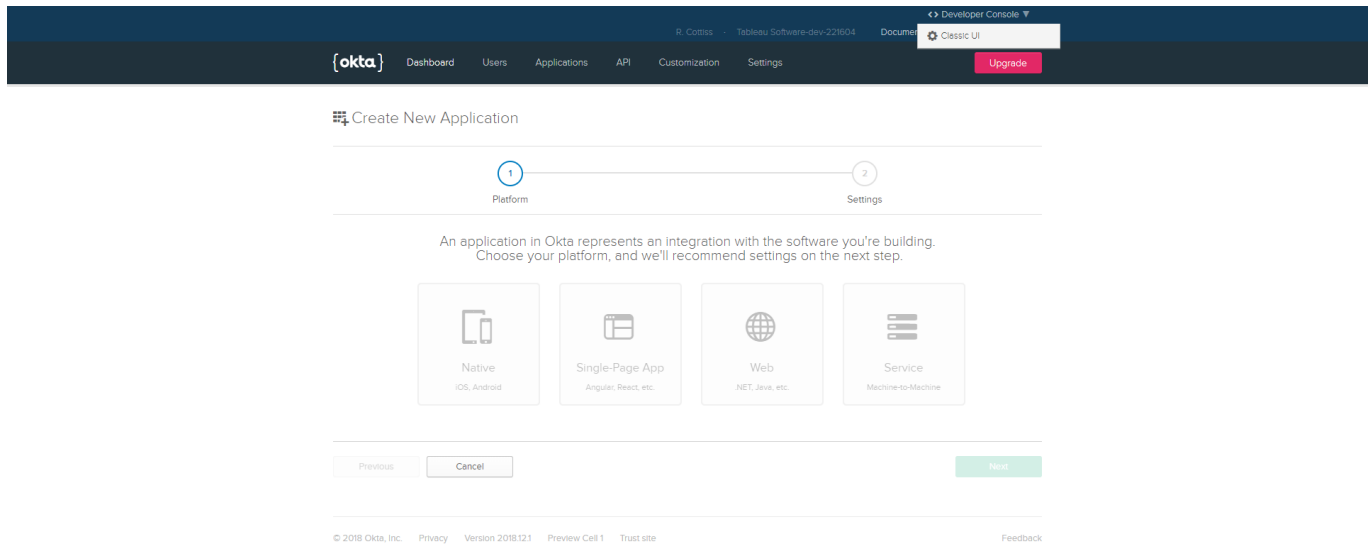 <> Developer Console ▼
R. Cottiss - Tableau Software-dev-221604 Documen
Classic UI
{okta} Dashboard Users Applications API Customization Settings Upgrade
Create New Application
1 2
Platform Settings
An application in Okta represents an integration with the software you're building.
Choose your platform, and we'll recommend settings on the next step.
Native Single-Page App Web Service
iOS, Android Angular, React, etc. .NET, Java, etc. Machine-to-Machine
Previous Cancel Next
© 2018 Okta, Inc. Privacy Version 2018.12.1 Preview Cell 1 Trust site Feedback